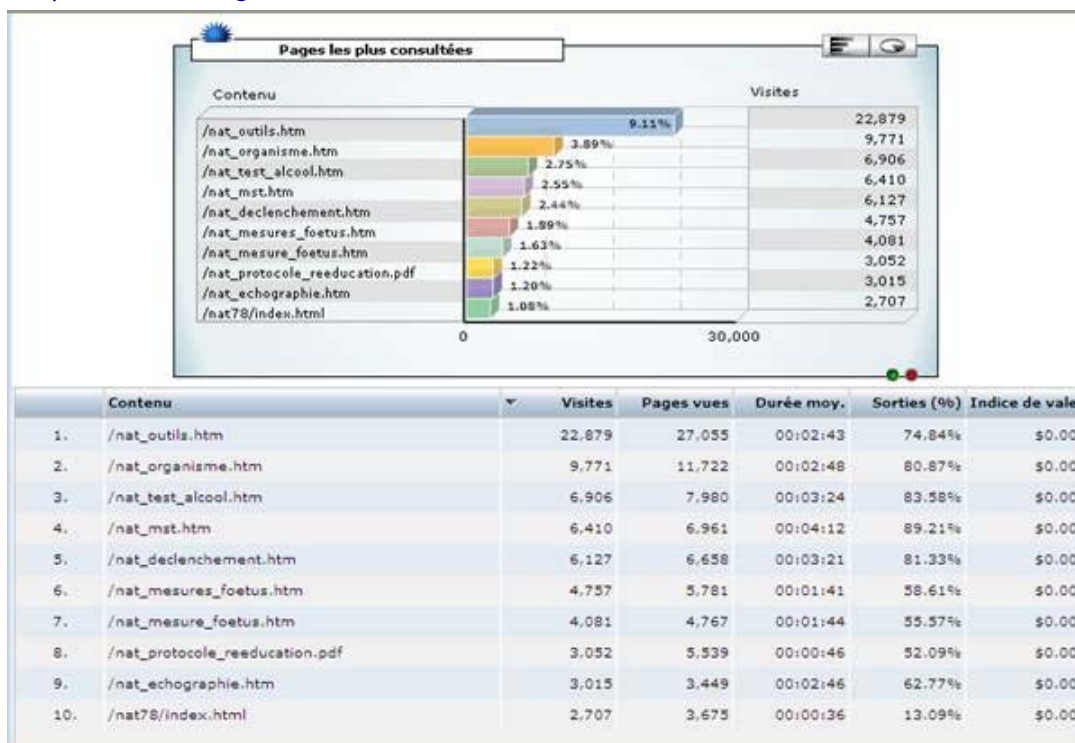 Pages les plus consultées
Contenu Visites
/nat_outils.htm 9.11% 22,879
/nat_organisme.htm 3.89% 9,771
/nat_test_alcool.htm 2.75% 6,906
/nat_mst.htm 2.55% 6,410
/nat_declenchement.htm 2.44% 6,127
/nat_mesures_foetus.htm 1.89% 4,757
/nat_mesure_foetus.htm 1.63% 4,081
/nat_protocole_reeducation.pdf 1.22% 3,052
/nat_echographie.htm 1.20% 3,015
/nat78/index.html 1.08% 2,707
0 30,000
Contenu Visites Pages vues Durée moy. Sorties (%) Indice de vale
1. /nat_outils.htm 22,879 27,055 00:02:43 74.84% $0.00
2. /nat_organisme.htm 9,771 11,722 00:02:48 80.87% $0.00
3. /nat_test_alcool.htm 6,906 7,980 00:03:24 83.58% $0.00
4. /nat_mst.htm 6,410 6,961 00:04:12 89.21% $0.00
5. /nat_declenchement.htm 6,127 6,658 00:03:21 81.33% $0.00
6. /nat_mesures_foetus.htm 4,757 5,781 00:01:41 58.61% $0.00
7. /nat_mesure_foetus.htm 4,081 4,767 00:01:44 55.57% $0.00
8. /nat_protocole_reeducation.pdf 3,052 5,539 00:00:46 52.09% $0.00
9. /nat_echographie.htm 3,015 3,449 00:02:46 62.77% $0.00
10. /nat78/index.html 2,707 3,675 00:00:36 13.09% $0.00